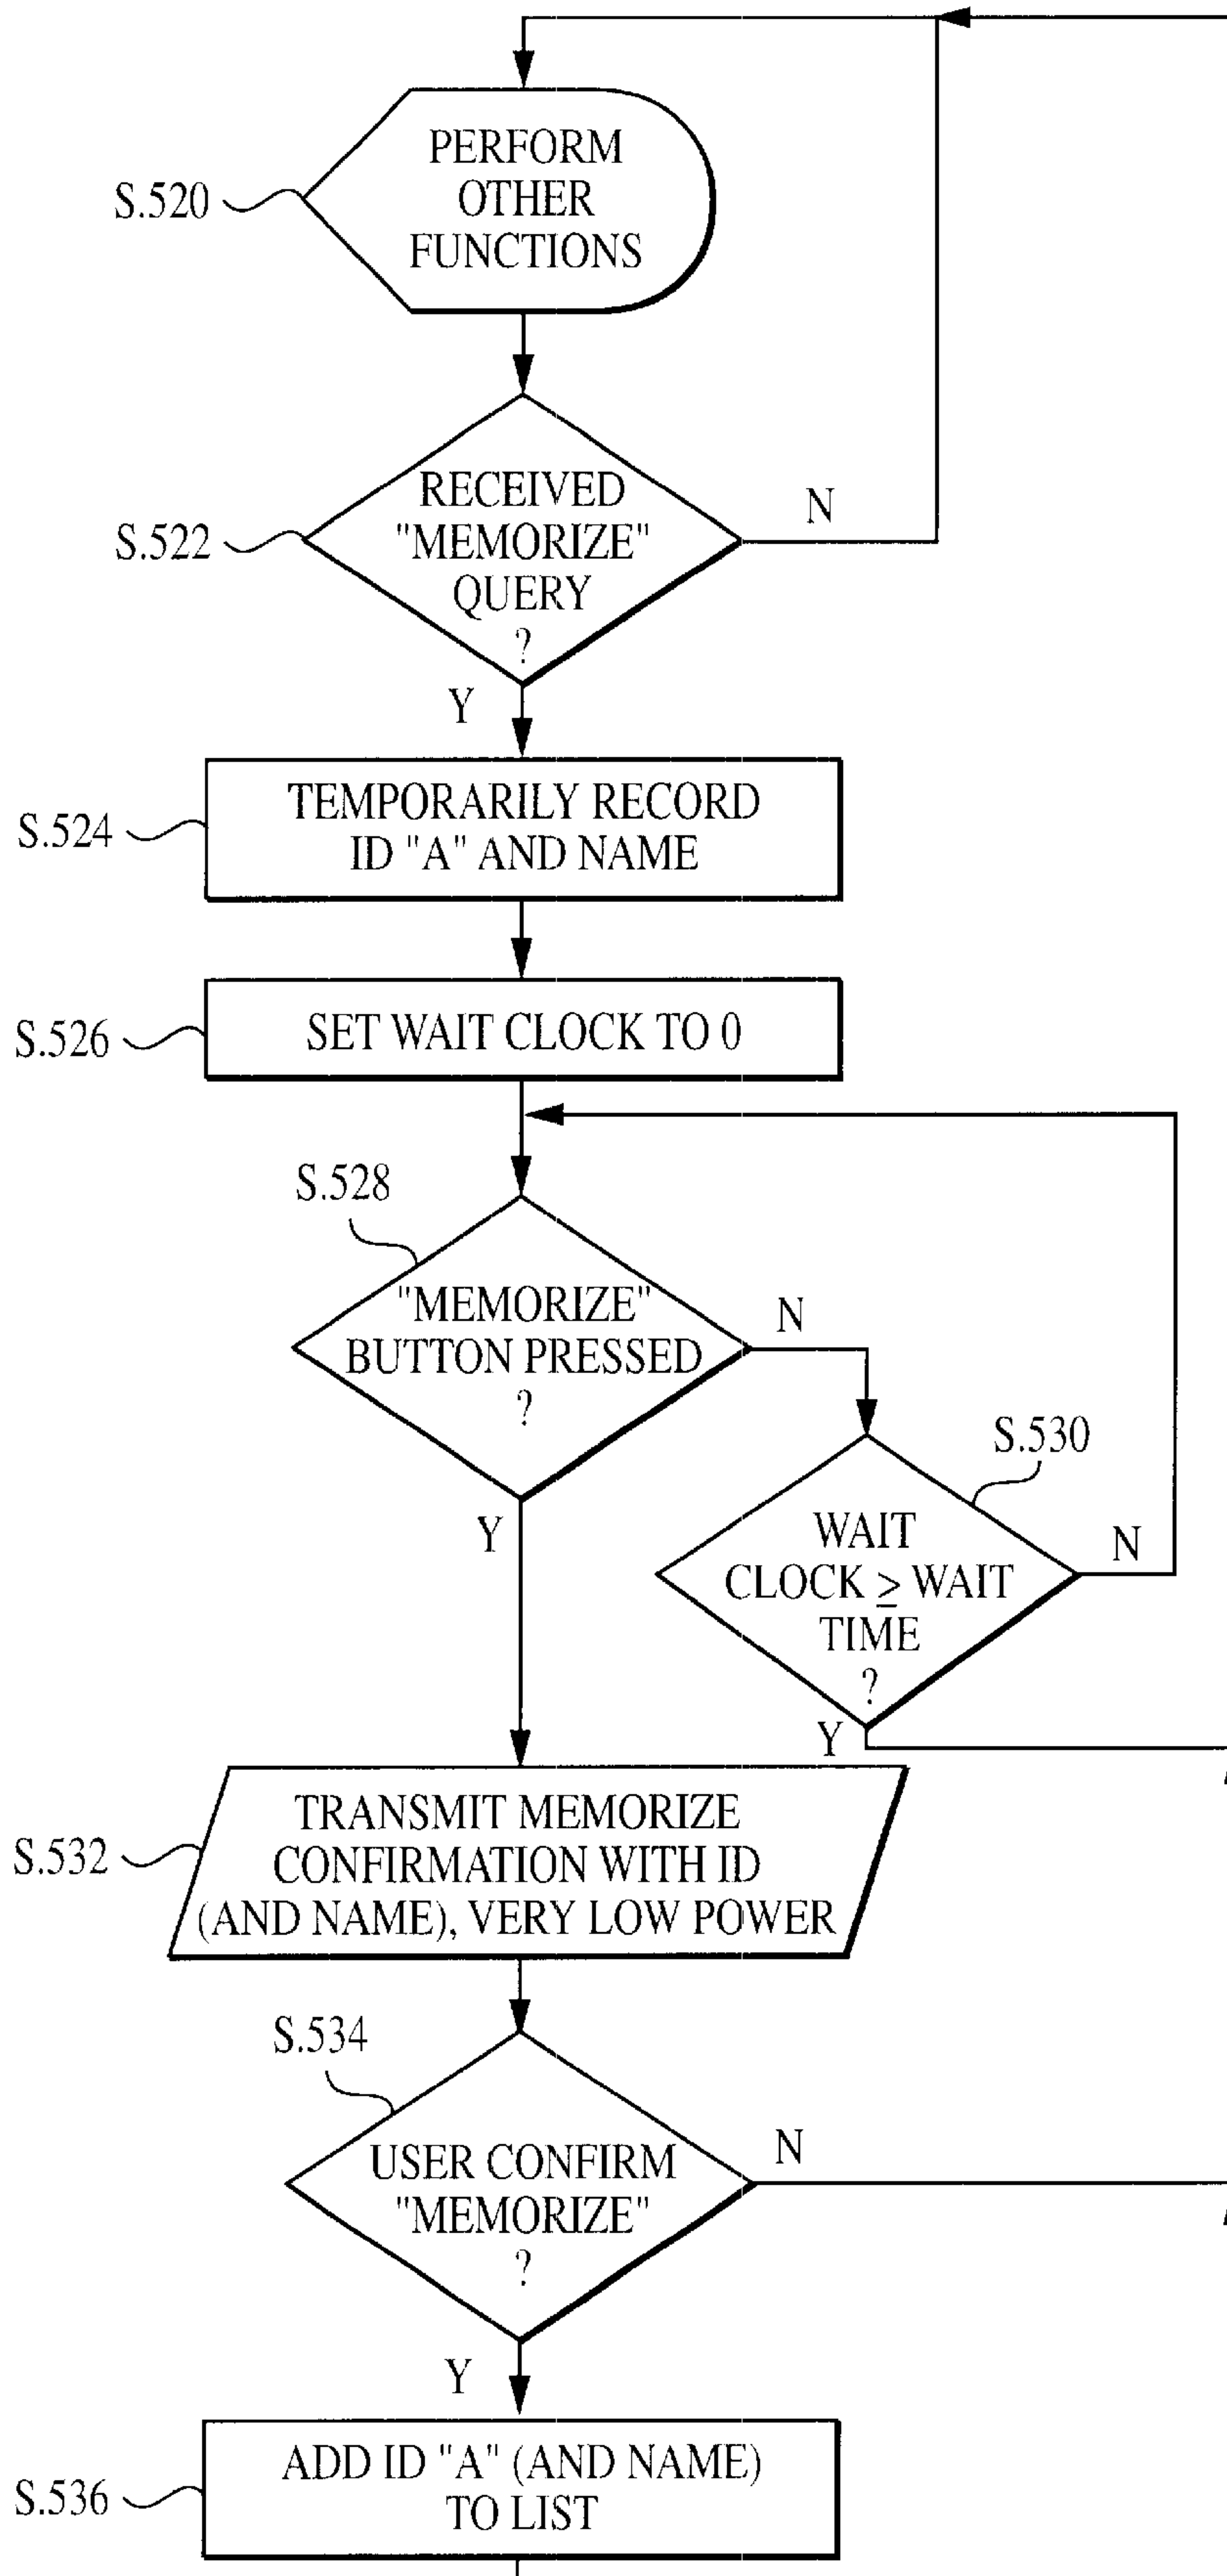 PERFORM
OTHER
FUNCTIONS
S.520
RECEIVED
"MEMORIZE"
QUERY
?
S.522
N
Y
TEMPORARILY RECORD
ID "A" AND NAME
S.524
SET WAIT CLOCK TO 0
S.526
S.528
"MEMORIZE"
BUTTON PRESSED
?
N
Y
S.530
WAIT
CLOCK ≥ WAIT
TIME
?
N
Y
TRANSMIT MEMORIZE
CONFIRMATION WITH ID
(AND NAME), VERY LOW POWER
S.532
S.534
USER CONFIRM
"MEMORIZE"
?
N
Y
ADD ID "A" (AND NAME)
TO LIST
S.536